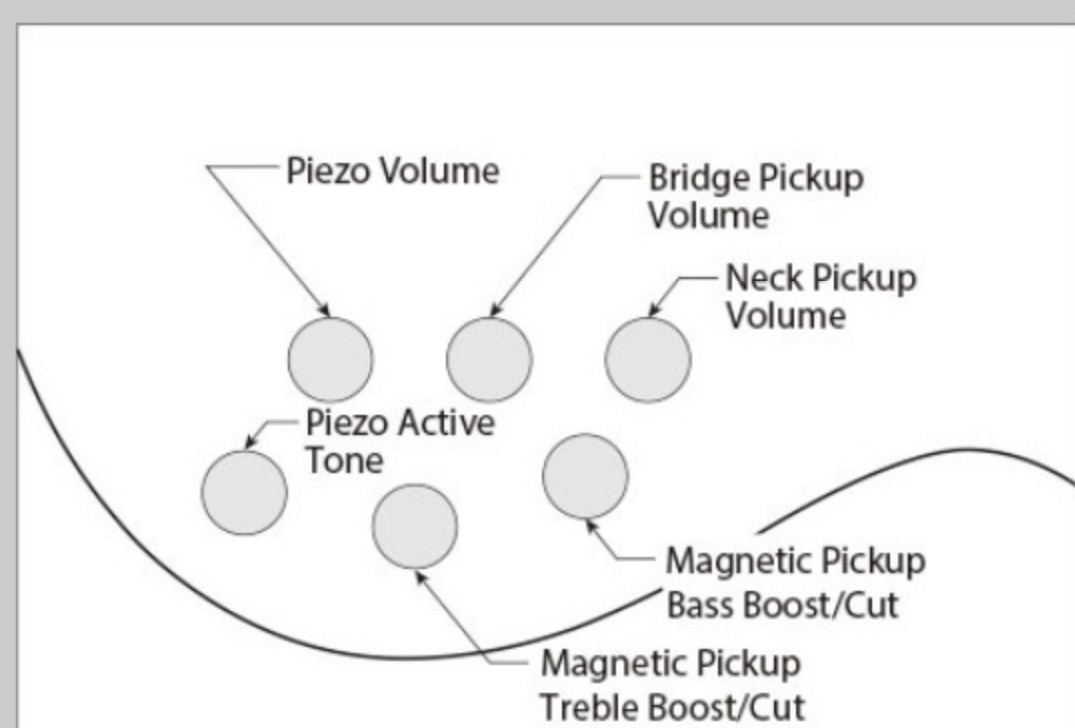 Piezo Volume
Bridge Pickup
Volume
Neck Pickup
Volume
Piezo Active
Tone
Magnetic Pickup
Bass Boost/Cut
Magnetic Pickup
Treble Boost/Cut